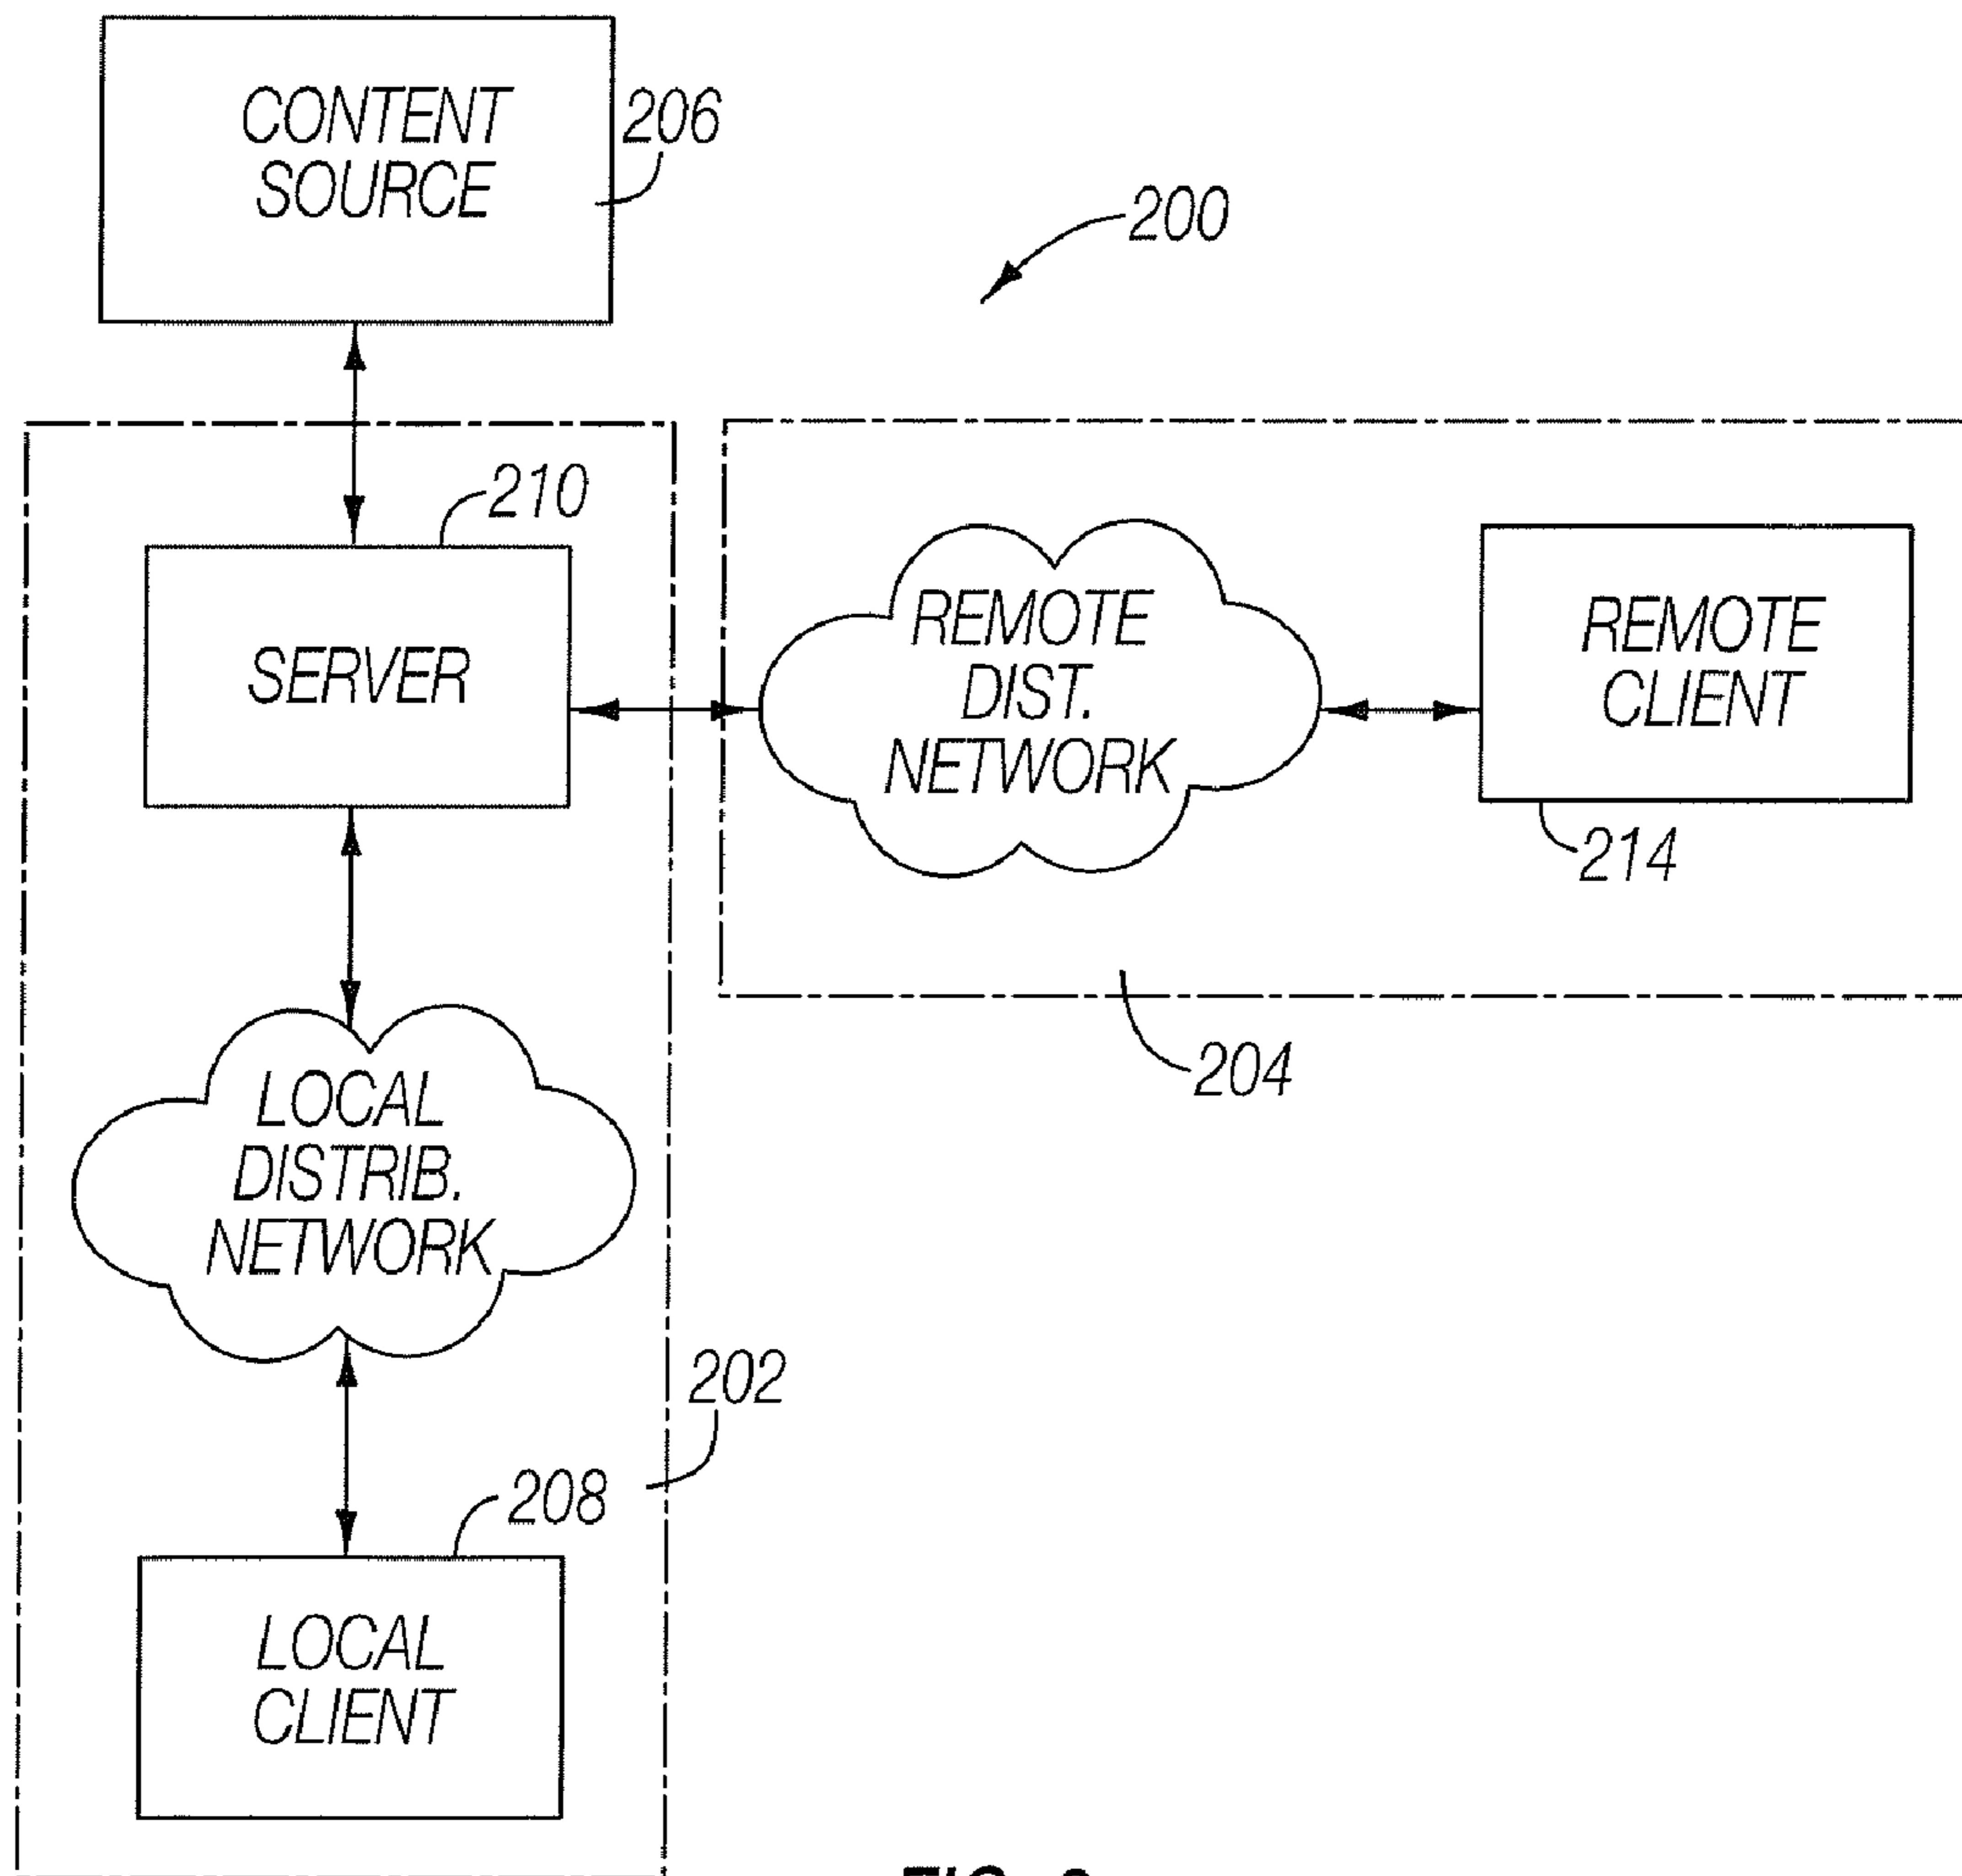 CONTENT
SOURCE
206
200
210
SERVER
REMOTE
DIST.
NETWORK
REMOTE
CLIENT
214
204
LOCAL
DISTRIB.
NETWORK
202
208
LOCAL
CLIENT